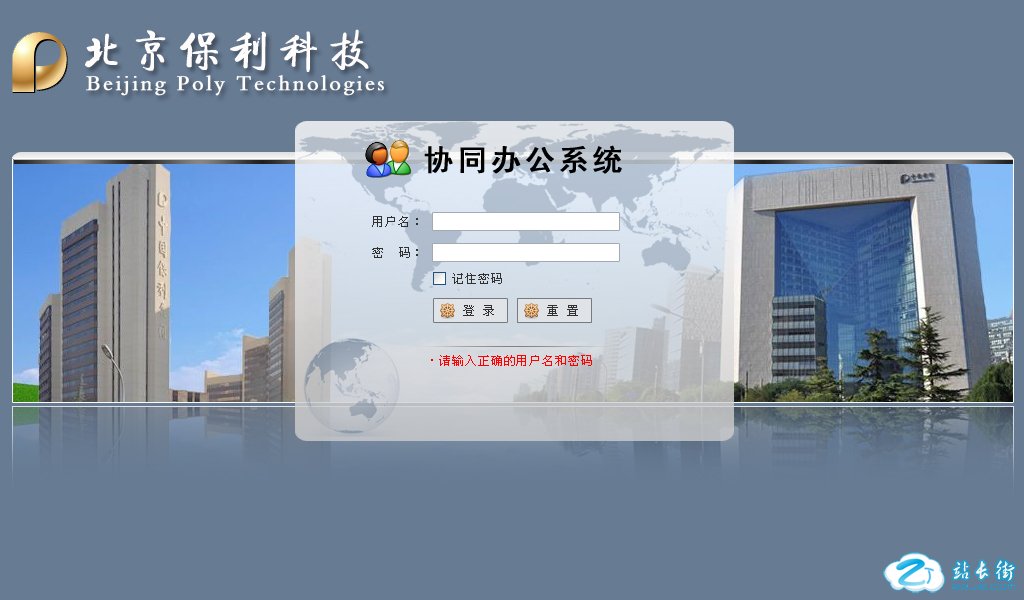 北京保利科技
Beijing Poly Technologies
协同办公系统
用户名：
密 码：
记住密码
登 录
重 置
·请输入正确的用户名和密码
站长街